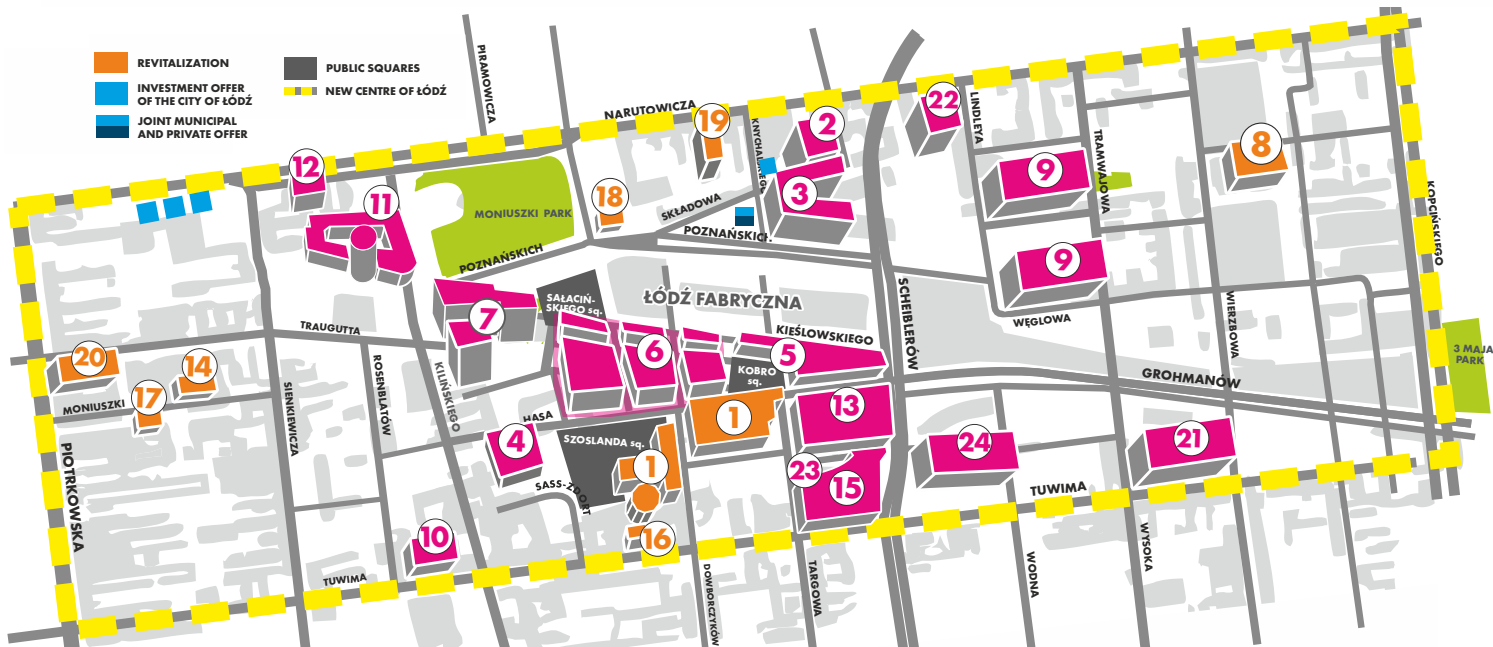 REVITALIZATION
INVESTMENT OFFER
OF THE CITY OF ŁÓDŹ
JOINT MUNICIPAL
AND PRIVATE OFFER
PUBLIC SQUARES
NEW CENTRE OF ŁÓDŹ
PIRAMOWICZA
NARUTOWICZA
19
KNYCHALSKIEGO
2
22
LINDLEYA
TRAMWAJOWA
8
9
12
11
MONIUSZKI PARK
18
SKŁADOWA
3
KOPCIŃSKIEGO
POZNAŃSKICH
POZNAŃSKICH
9
SAŁACIŃ-
SKIEGO sq.
ŁÓDŹ FABRYCZNA
SCHEIBLERÓW
WĘGLOWA
WIERZBOWA
TRAUGUTTA
7
6
KIEŚLOWSKIEGO
5
KOBRO
sq.
3 MAJA
PARK
20
14
17
MONIUSZKI
SIENKIEWICZA
ROSENBLATÓW
KILIŃSKIEGO
GROHMANÓW
HASA
1
13
4
SZOSLANDA sq.
24
21
PIOTRKOWSKA
1
23
15
SASS-ZDORT
TUWIMA
10
16
TUWIMA
DOWBORCZYKÓW
TARGOWA
WODNA
WYSOKA